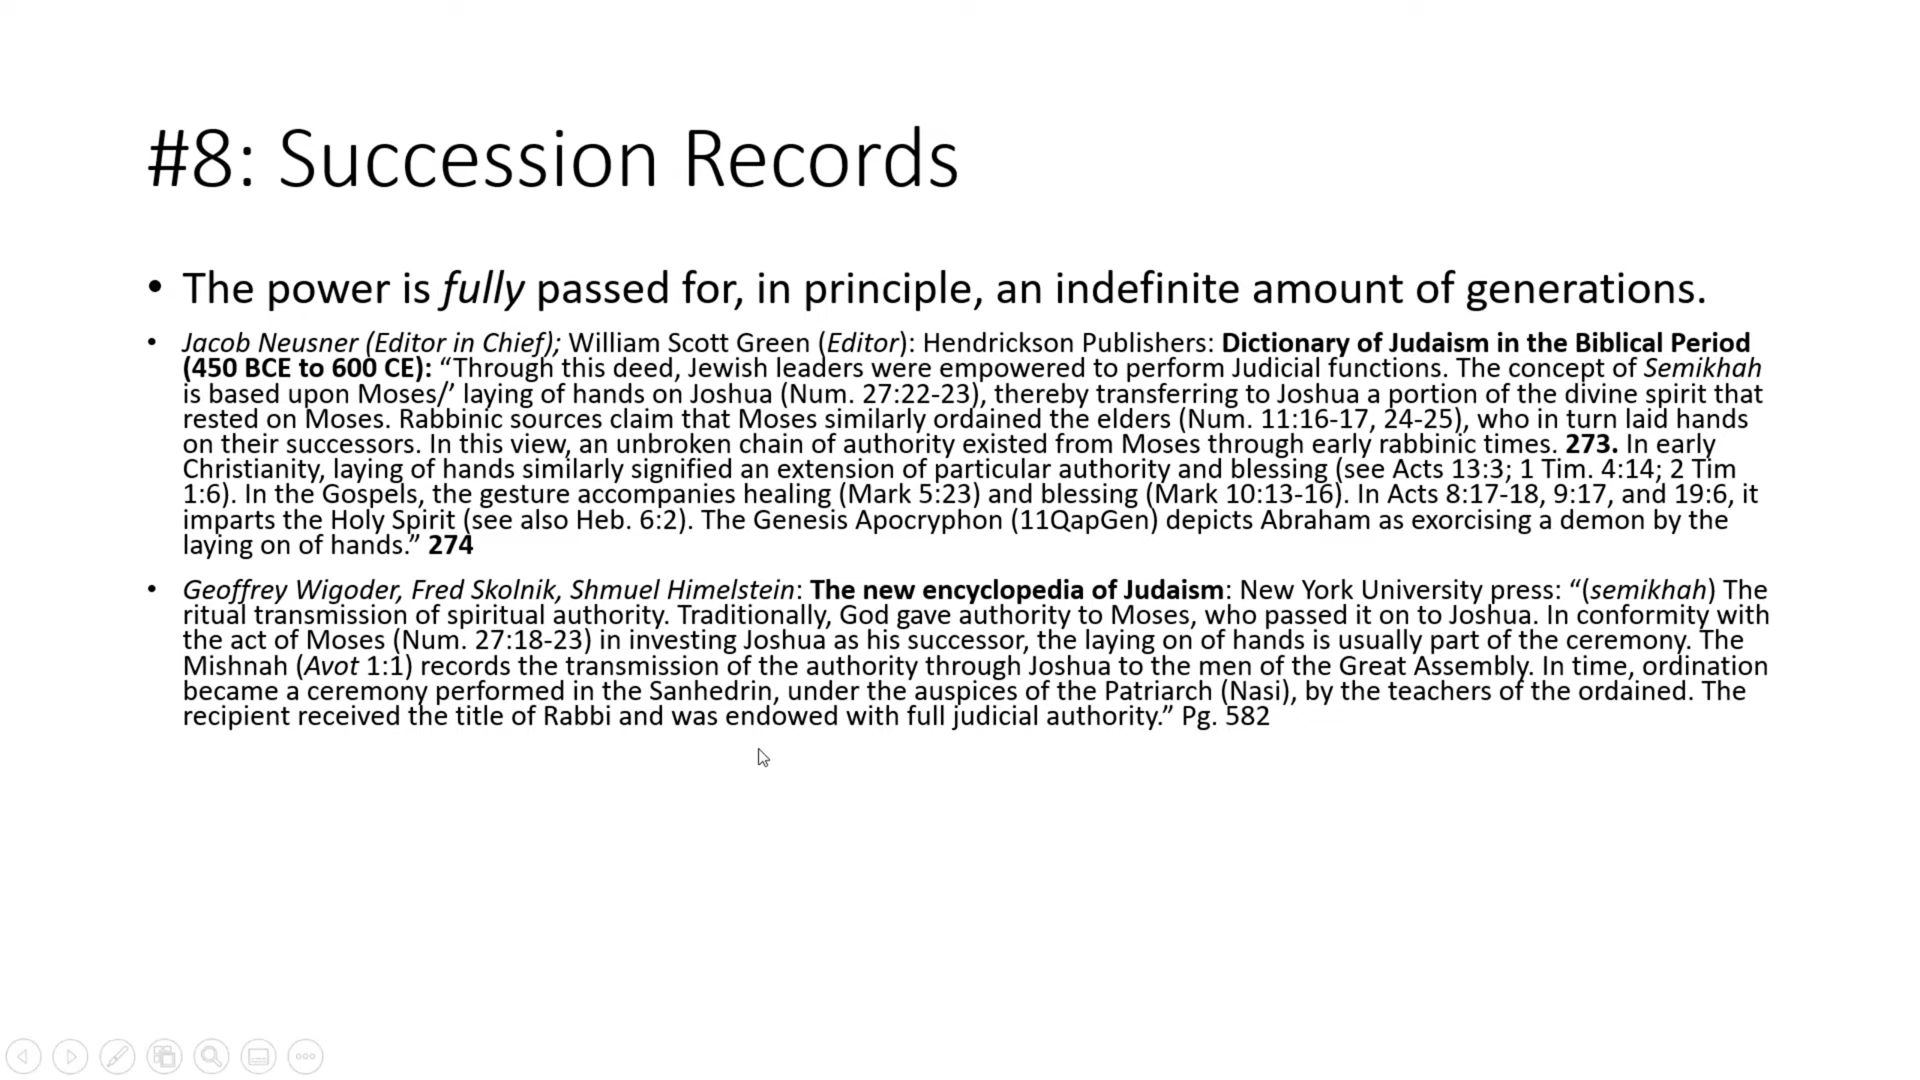 #8: Succession Records
• The power is fully passed for, in principle, an indefinite amount of generations.
• Jacob Neusner (Editor in Chief); William Scott Green (Editor): Hendrickson Publishers: Dictionary of Judaism in the Biblical Period
(450 BCE to 600 CE): “Through this deed, Jewish leaders were empowered to perform Judicial functions. The concept of Semikhah
is based upon Moses/’ laying of hands on Joshua (Num. 27:22-23), thereby transferring to Joshua a portion of the divine spirit that
rested on Moses. Rabbinic sources claim that Moses similarly ordained the elders (Num. 11:16-17, 24-25), who in turn laid hands
on their successors. In this view, an unbroken chain of authority existed from Moses through early rabbinic times. 273. In early
Christianity, laying of hands similarly signified an extension of particular authority and blessing (see Acts 13:3; 1 Tim. 4:14; 2 Tim
1:6). In the Gospels, the gesture accompanies healing (Mark 5:23) and blessing (Mark 10:13-16). In Acts 8:17-18, 9:17, and 19:6, it
imparts the Holy Spirit (see also Heb. 6:2). The Genesis Apocryphon (11QapGen) depicts Abraham as exorcising a demon by the
laying on of hands.” 274
• Geoffrey Wigoder, Fred Skolnik, Shmuel Himelstein: The new encyclopedia of Judaism: New York University press: “(semikhah) The
ritual transmission of spiritual authority. Traditionally, God gave authority to Moses, who passed it on to Joshua. In conformity with
the act of Moses (Num. 27:18-23) in investing Joshua as his successor, the laying on of hands is usually part of the ceremony. The
Mishnah (Avot 1:1) records the transmission of the authority through Joshua to the men of the Great Assembly. In time, ordination
became a ceremony performed in the Sanhedrin, under the auspices of the Patriarch (Nasi), by the teachers of the ordained. The
recipient received the title of Rabbi and was endowed with full judicial authority.” Pg. 582